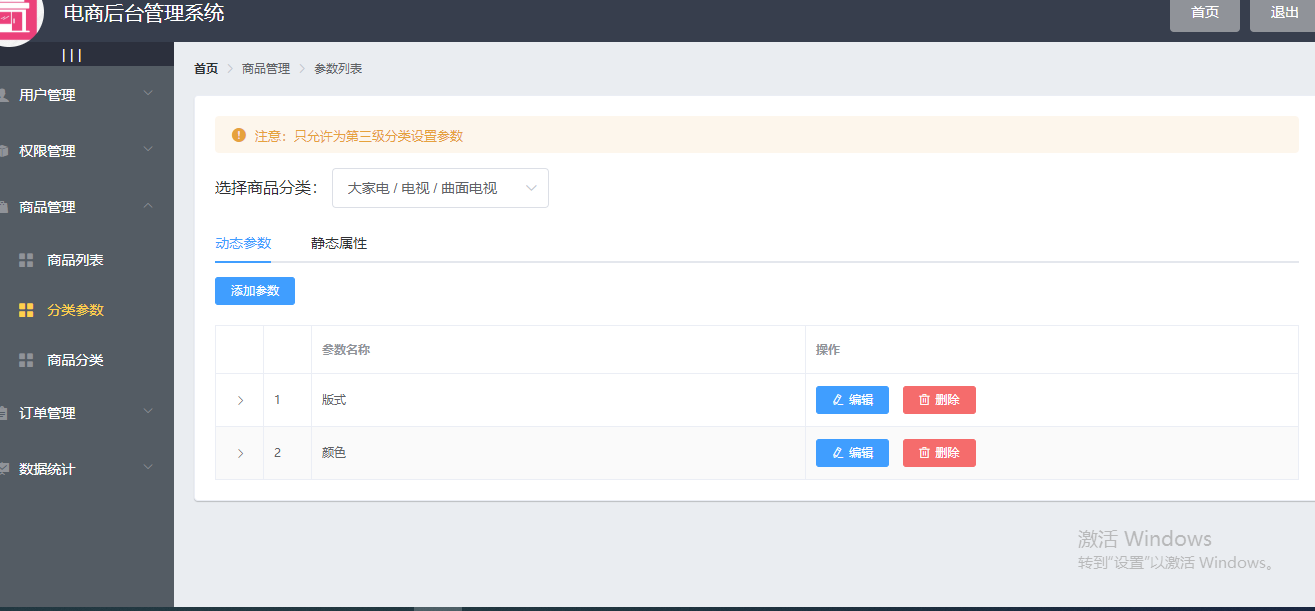 电商后台管理系统
首页
退出
|||
用户管理
权限管理
商品管理
商品列表
分类参数
商品分类
订单管理
数据统计
首页 > 商品管理 > 参数列表
注意：只允许为第三级分类设置参数
选择商品分类： 大家电 / 电视 / 曲面电视
动态参数 静态属性
添加参数
参数名称 操作
1 版式 编辑 删除
2 颜色 编辑 删除
激活 Windows
转到"设置"以激活 Windows。